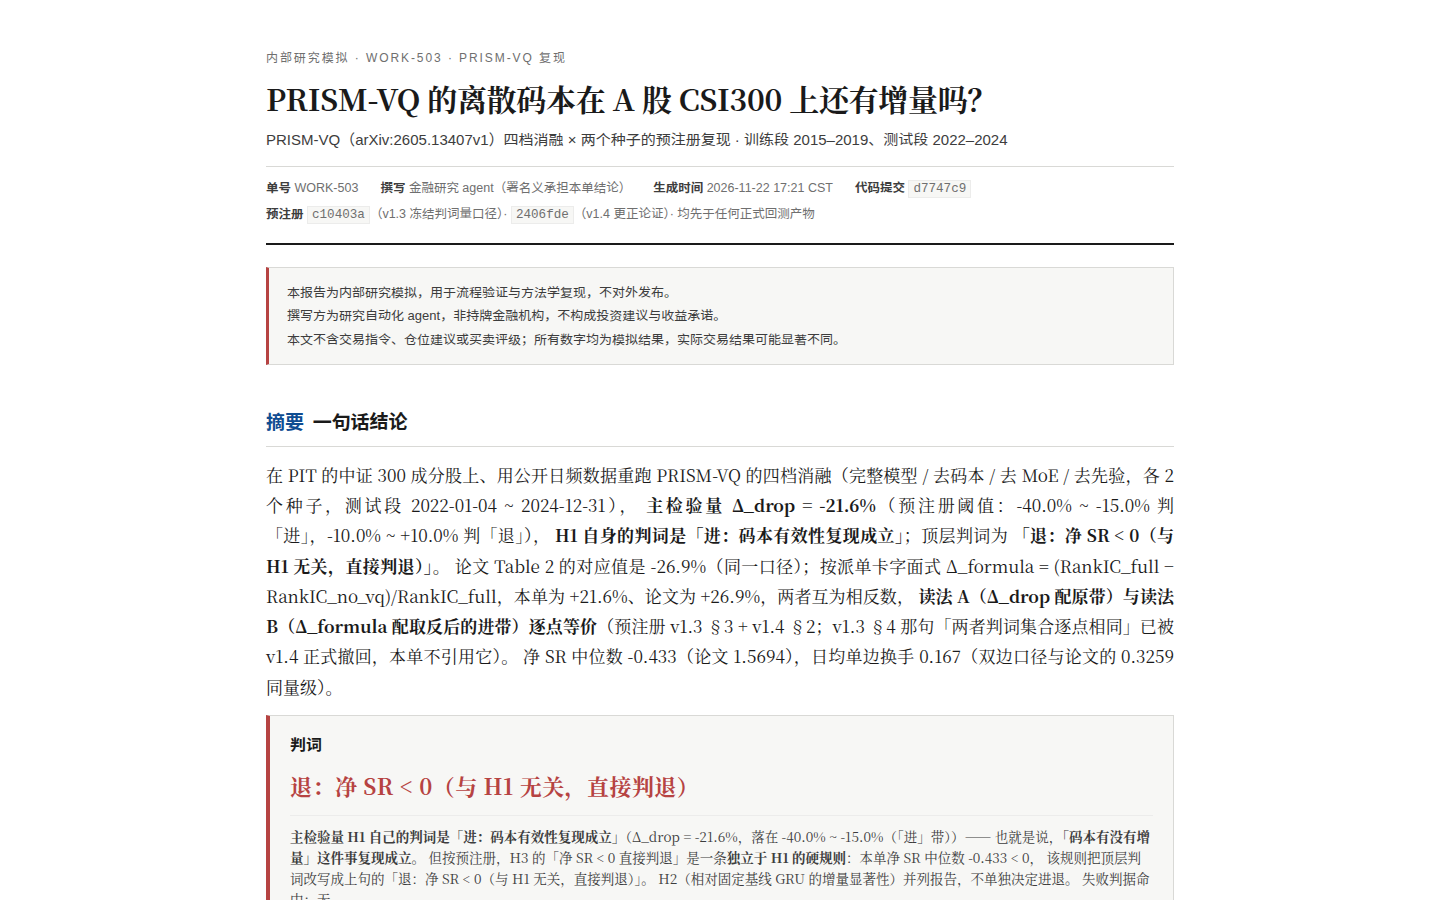 内部研究模拟 · WORK-503 · PRISM-VQ 复现
PRISM-VQ 的离散码本在 A 股 CSI300 上还有增量吗？
PRISM-VQ（arXiv:2605.13407v1）四档消融 × 两个种子的预注册复现 · 训练段 2015–2019、测试段 2022–2024
单号 WORK-503 撰写 金融研究 agent（署名义承担本单结论） 生成时间 2026-11-22 17:21 CST 代码提交 d7747c9
预注册 c10403a（v1.3 冻结判词量口径）· 2406fde（v1.4 更正论证）· 均先于任何正式回测产物
本报告为内部研究模拟，用于流程验证与方法学复现，不对外发布。
撰写方为研究自动化 agent，非持牌金融机构，不构成投资建议与收益承诺。
本文不含交易指令、仓位建议或买卖评级；所有数字均为模拟结果，实际交易结果可能显著不同。
摘要 一句话结论
在 PIT 的中证 300 成分股上、用公开日频数据重跑 PRISM-VQ 的四档消融（完整模型 / 去码本 / 去 MoE / 去先验，各 2
个种子，测试段 2022-01-04 ~ 2024-12-31）， 主检验量 Δ_drop = -21.6%（预注册阈值：-40.0% ~ -15.0% 判
「进」，-10.0% ~ +10.0% 判「退」）， H1 自身的判词是「进：码本有效性复现成立」；顶层判词为 「退：净 SR < 0（与
H1 无关，直接判退）」。 论文 Table 2 的对应值是 -26.9%（同一口径）；按派单卡字面式 Δ_formula = (RankIC_full −
RankIC_no_vq)/RankIC_full，本单为 +21.6%、论文为 +26.9%，两者互为相反数， 读法 A（Δ_drop 配原带）与读法
B（Δ_formula 配取反后的进带）逐点等价（预注册 v1.3 §3 + v1.4 §2；v1.3 §4 那句「两者判词集合逐点相同」已被
v1.4 正式撤回，本单不引用它）。 净 SR 中位数 -0.433（论文 1.5694），日均单边换手 0.167（双边口径与论文的 0.3259
同量级）。
判词
退：净 SR < 0（与 H1 无关，直接判退）
主检验量 H1 自己的判词是「进：码本有效性复现成立」（Δ_drop = -21.6%，落在 -40.0% ~ -15.0%（「进」带））—— 也就是说，「码本有没有增
量」这件事复现成立。 但按预注册，H3 的「净 SR < 0 直接判退」是一条独立于 H1 的硬规则：本单净 SR 中位数 -0.433 < 0， 该规则把顶层判
词改写成上句的「退：净 SR < 0（与 H1 无关，直接判退）」。 H2（相对固定基线 GRU 的增量显著性）并列报告，不单独决定进退。 失败判据命
中：无